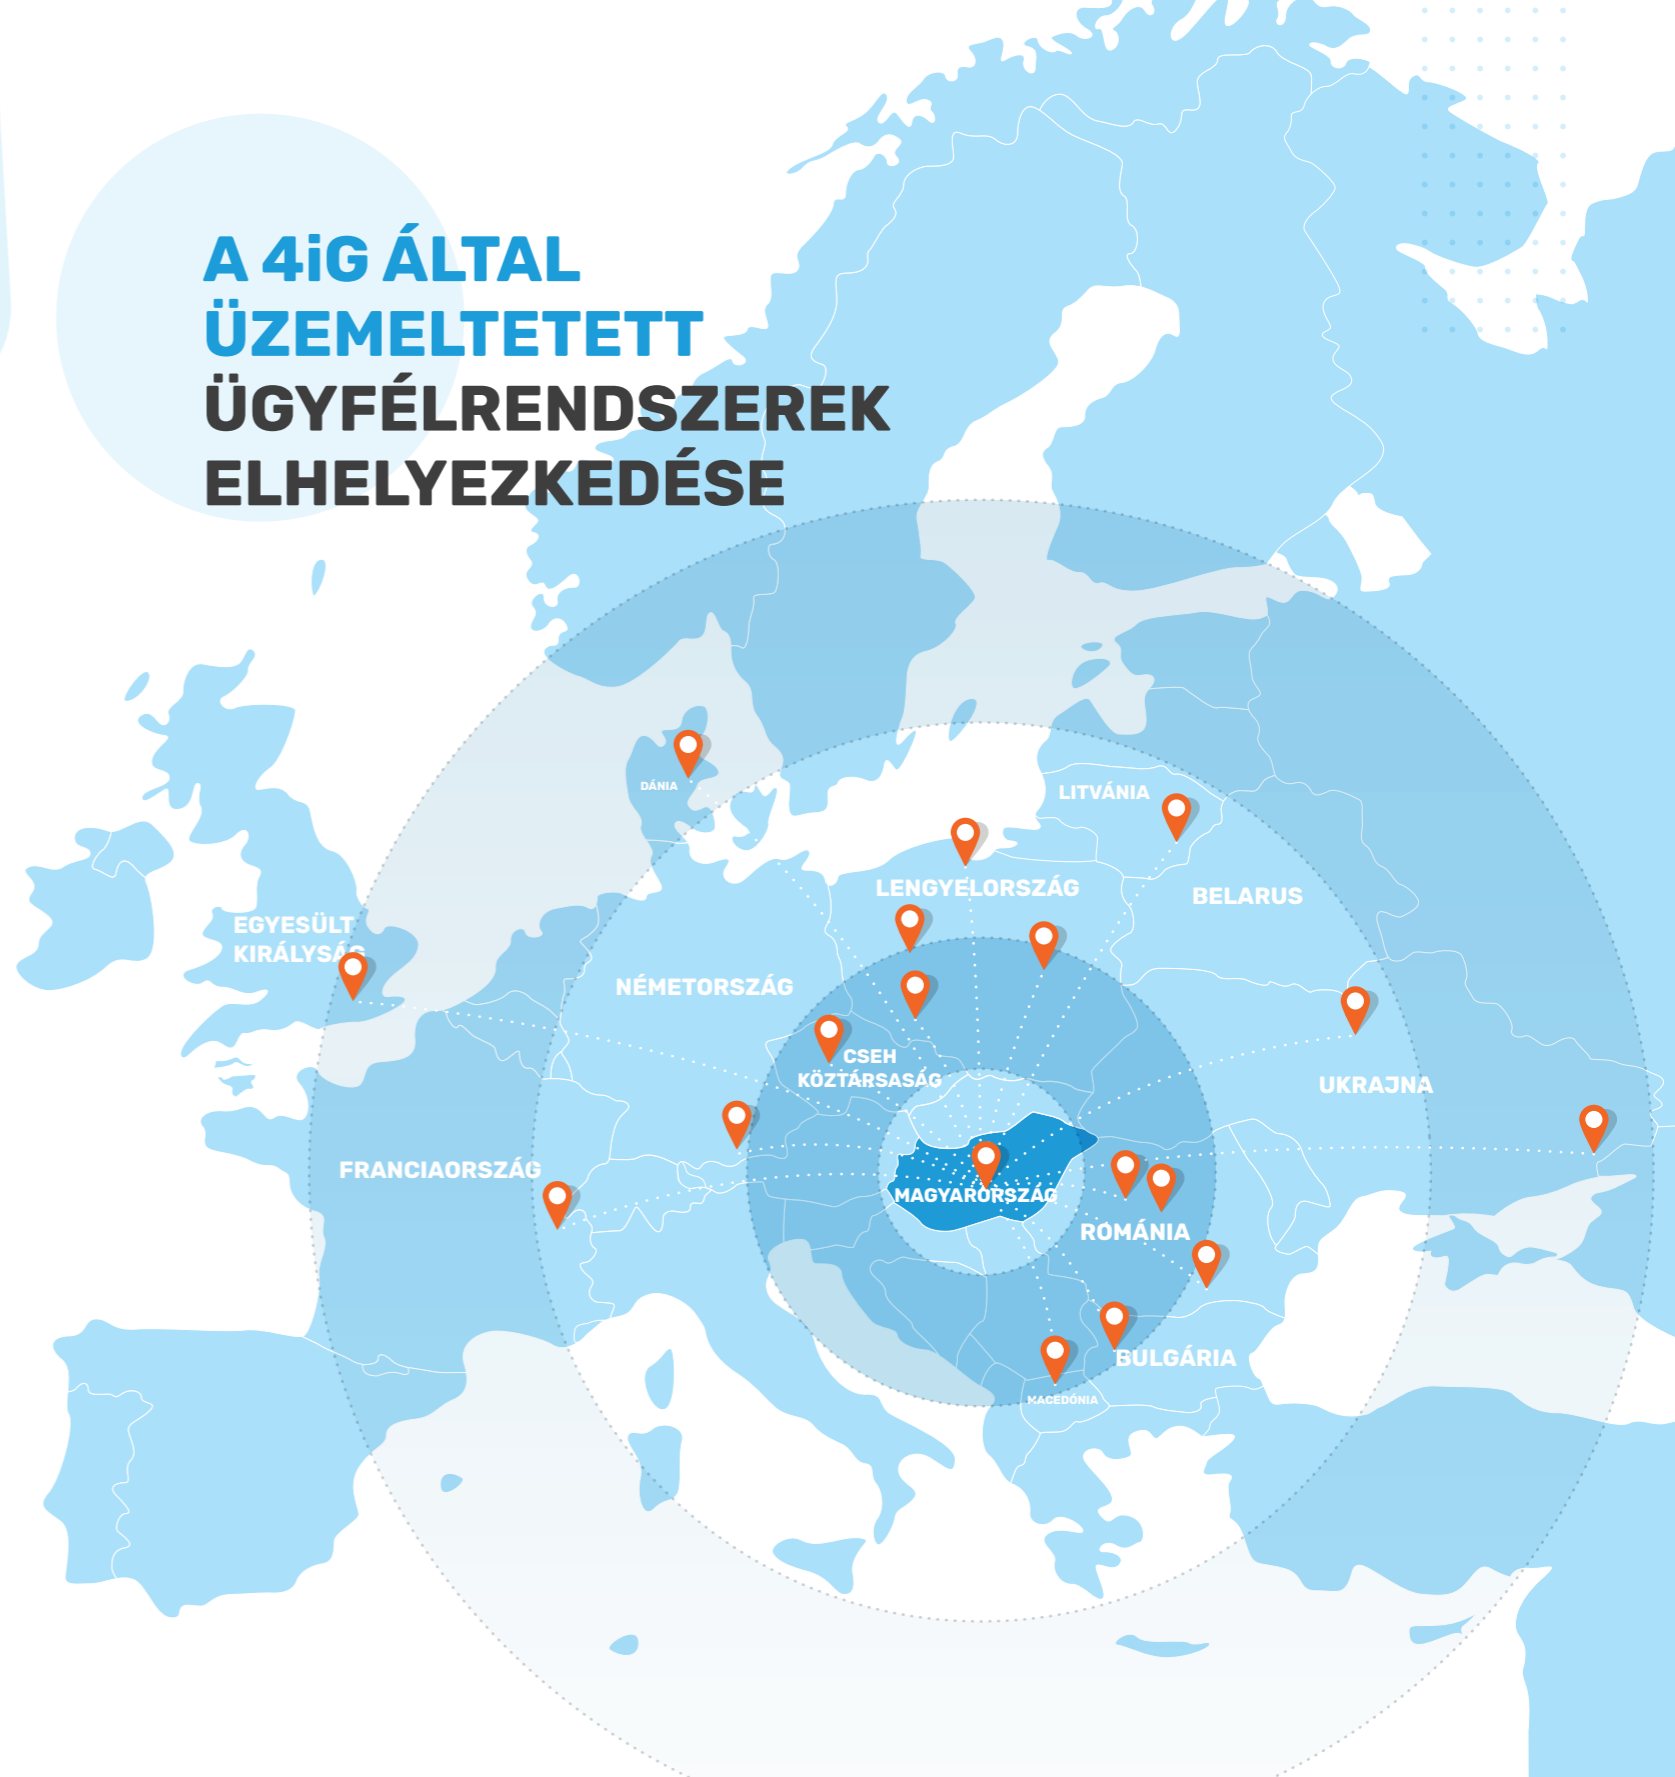 A 4iG ÁLTAL
ÜZEMELTETETT
ÜGYFÉLRENDSZEREK
ELHELYEZKEDÉSE
DÁNIA
LITVÁNIA
LENGYELORSZÁG
BELARUS
EGYESÜLT
KIRÁLYSÁG
NÉMETORSZÁG
CSEH
KÖZTÁRSASÁG
UKRAJNA
FRANCIAORSZÁG
MAGYARORSZÁG
ROMÁNIA
BULGÁRIA
MACEDÓNIA